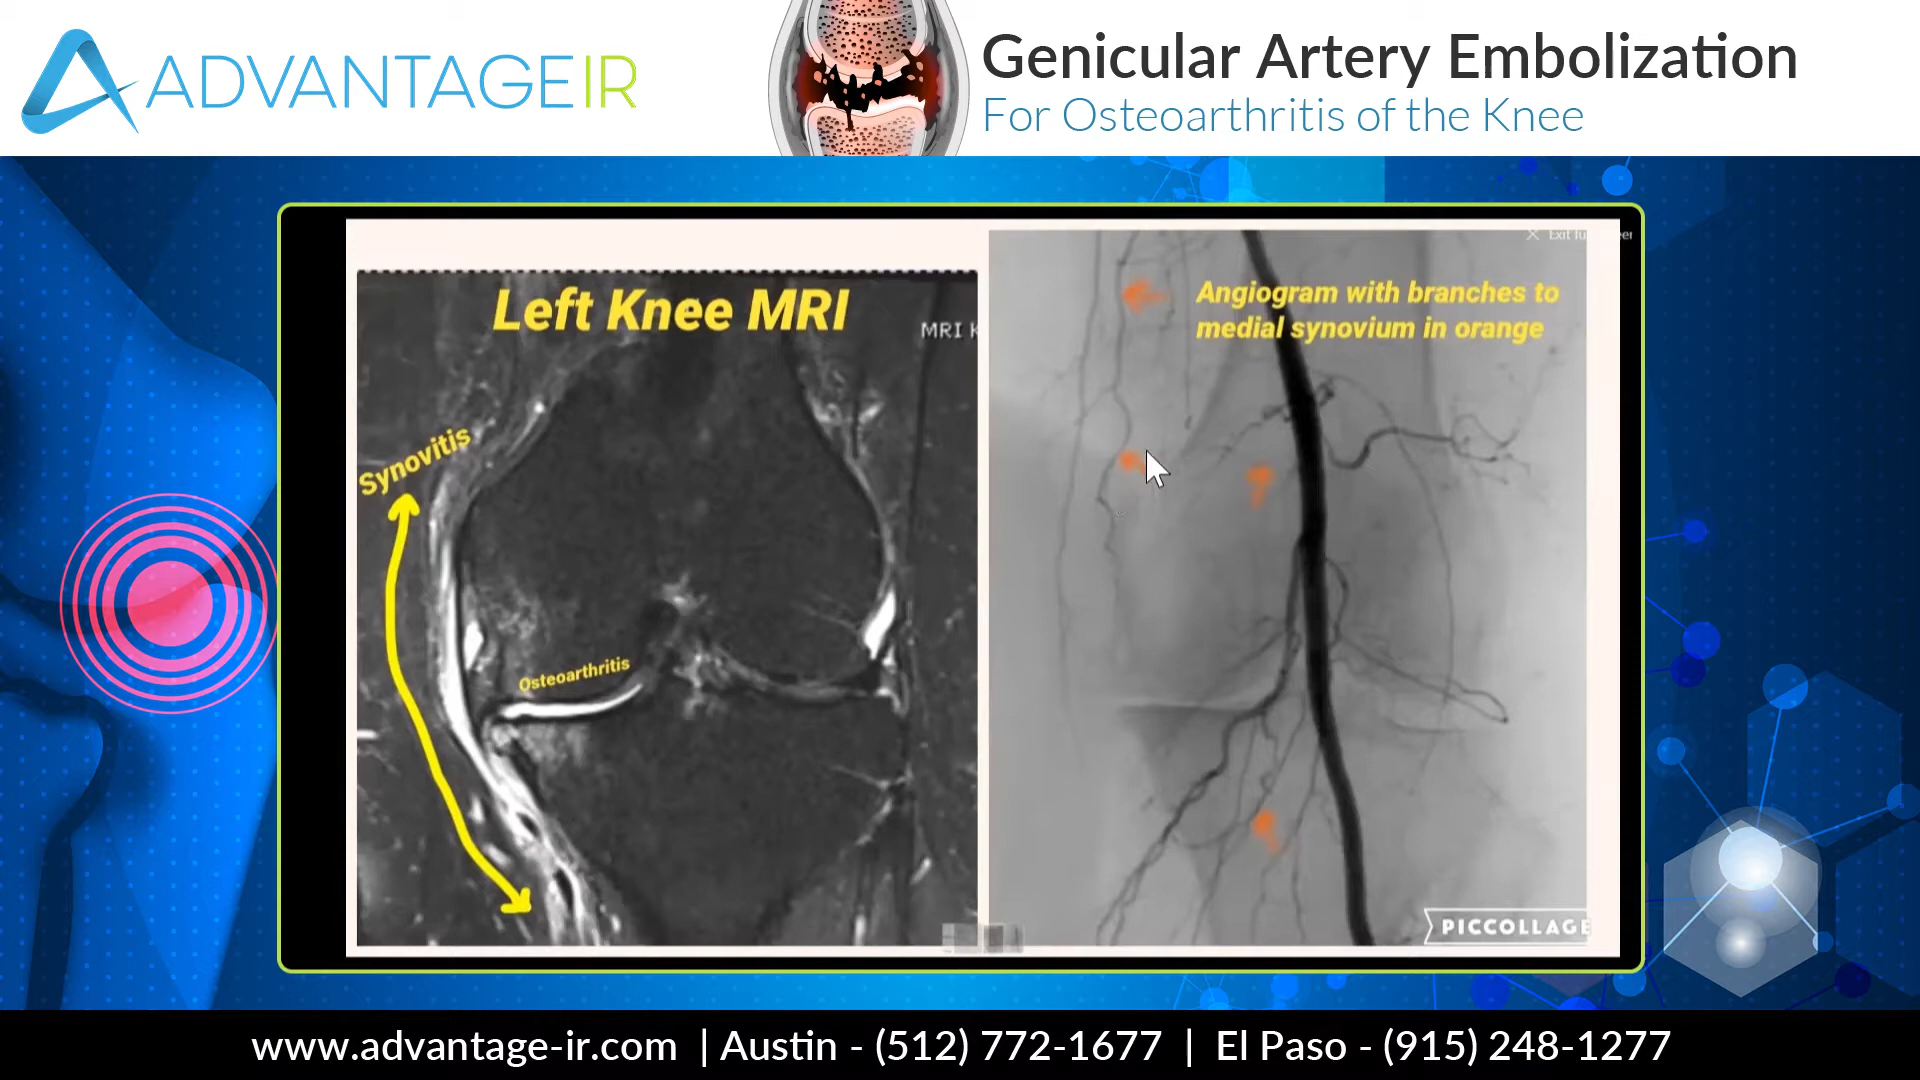 ADVANTAGEIR
Genicular Artery Embolization
For Osteoarthritis of the Knee
Left Knee MRI
MRI
Synovitis
Osteoarthritis
Exit
Angiogram with branches to
medial synovium in orange
PICCOLLAGE
www.advantage-ir.com | Austin - (512) 772-1677 | El Paso - (915) 248-1277